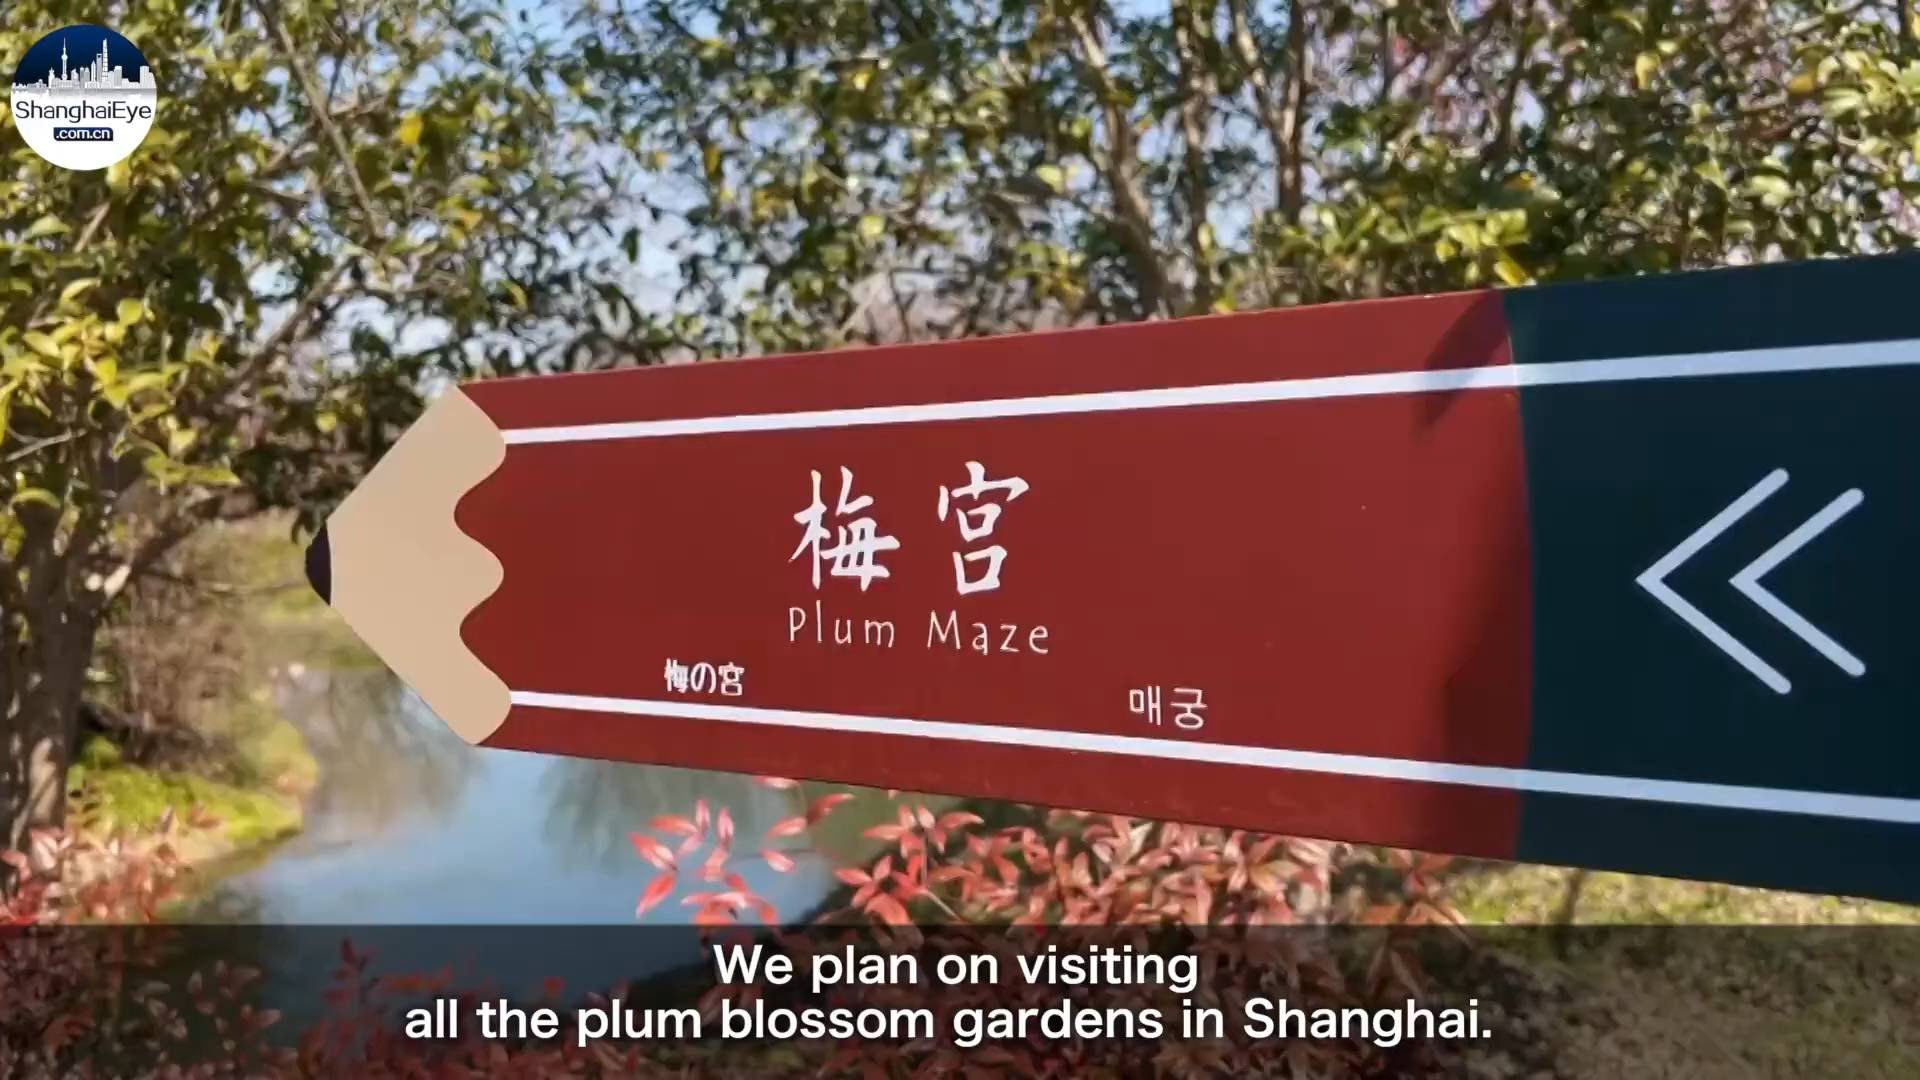 ShanghaiEye
.com.cn
梅宫
Plum Maze
梅の宮
매궁
We plan on visiting
all the plum blossom gardens in Shanghai.